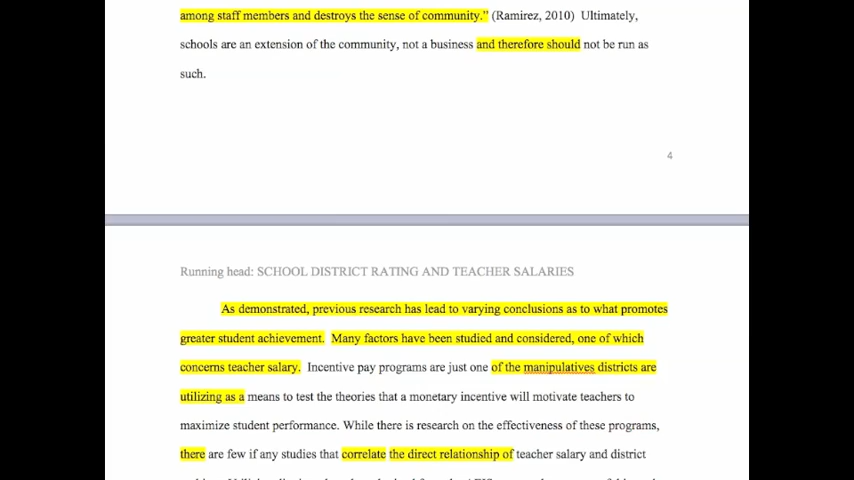 among staff members and destroys the sense of community." (Ramirez, 2010)  Ultimately,
schools are an extension of the community, not a business and therefore should not be run as
such.
4
Running head: SCHOOL DISTRICT RATING AND TEACHER SALARIES
As demonstrated, previous research has lead to varying conclusions as to what promotes
greater student achievement.  Many factors have been studied and considered, one of which
concerns teacher salary.  Incentive pay programs are just one of the manipulatives districts are
utilizing as a means to test the theories that a monetary incentive will motivate teachers to
maximize student performance. While there is research on the effectiveness of these programs,
there are few if any studies that correlate the direct relationship of teacher salary and district